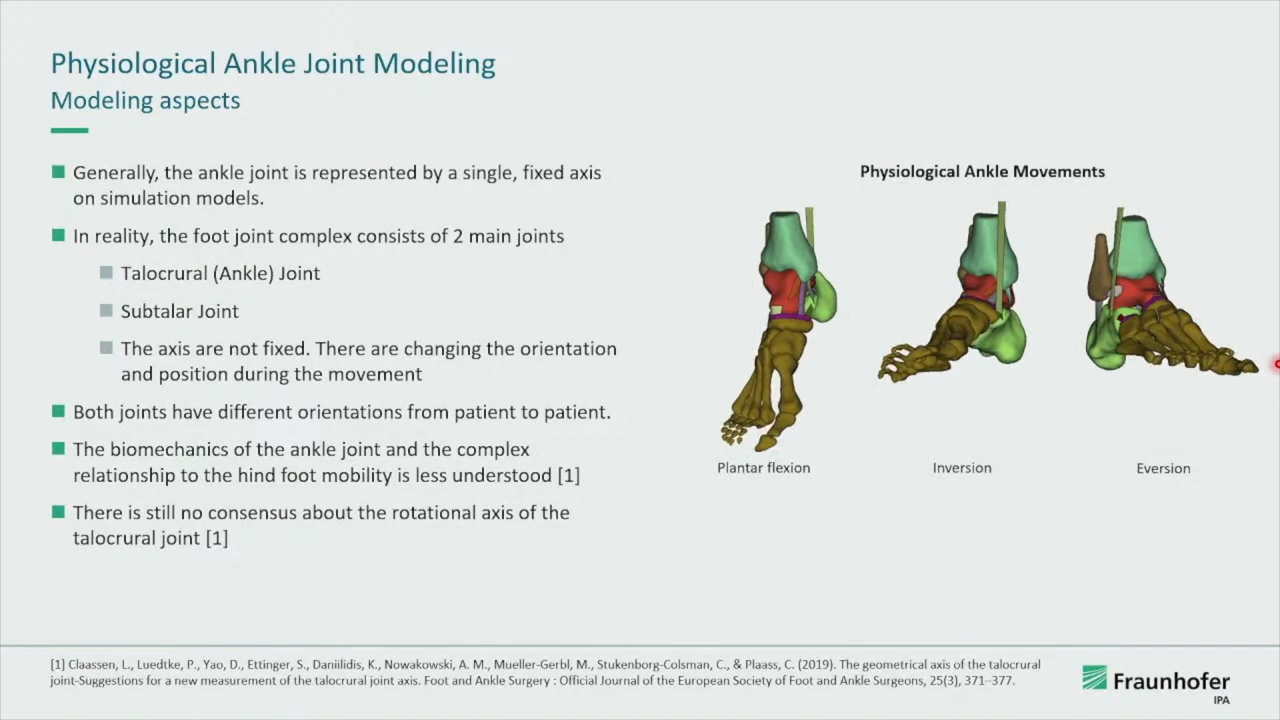 Physiological Ankle Joint Modeling
Modeling aspects
Generally, the ankle joint is represented by a single, fixed axis
on simulation models.
In reality, the foot joint complex consists of 2 main joints
Talocrural (Ankle) Joint
Subtalar Joint
The axis are not fixed. There are changing the orientation
and position during the movement
Both joints have different orientations from patient to patient.
The biomechanics of the ankle joint and the complex
relationship to the hind foot mobility is less understood [1]
There is still no consensus about the rotational axis of the
talocrural joint [1]
Physiological Ankle Movements
Plantar flexion
Inversion
Eversion
[1] Claassen, L., Luedtke, P., Yao, D., Ettinger, S., Daniilidis, K., Nowakowski, A. M., Mueller-Gerbl, M., Stukenborg-Colsman, C., & Plaass, C. (2019). The geometrical axis of the talocrural
joint-Suggestions for a new measurement of the talocrural joint axis. Foot and Ankle Surgery : Official Journal of the European Society of Foot and Ankle Surgeons, 25(3), 371–377.
Fraunhofer
IPA